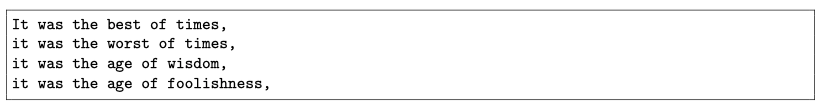 It was the best of times,
it was the worst of times,
it was the age of wisdom,
it was the age of foolishness,